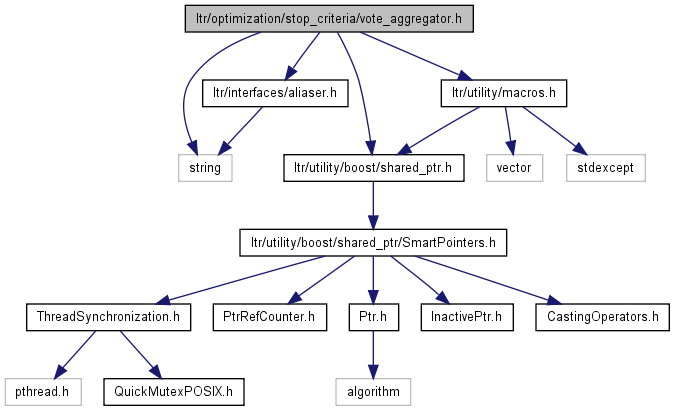 ltr/optimization/stop_criteria/vote_aggregator.h
ltr/interfaces/aliaser.h
ltr/utility/macros.h
string
ltr/utility/boost/shared_ptr.h
vector
stdexcept
ltr/utility/boost/shared_ptr/SmartPointers.h
ThreadSynchronization.h
PtrRefCounter.h
Ptr.h
InactivePtr.h
CastingOperators.h
pthread.h
QuickMutexPOSIX.h
algorithm